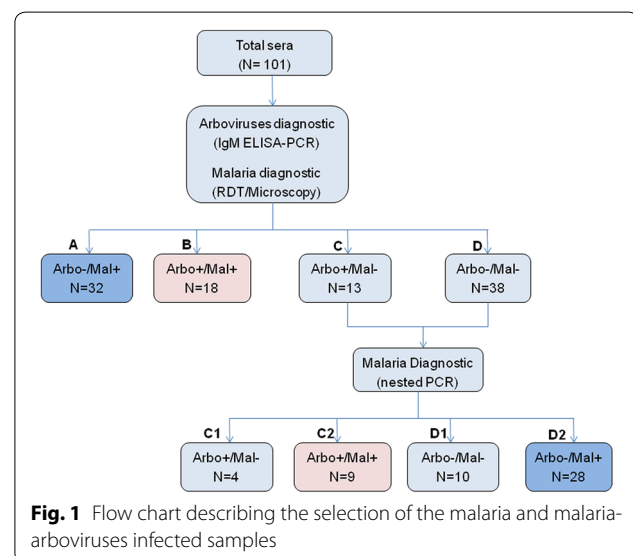 Total sera
(N= 101)
Arboviruses diagnostic
(IgM ELISA-PCR)
Malaria diagnostic
(RDT/Microscopy)
A
B
C
D
Arbo-/Mal+
N=32
Arbo+/Mal+
N=18
Arbo+/Mal-
N=13
Arbo-/Mal-
N=38
Malaria Diagnostic
(nested PCR)
C1
C2
D1
D2
Arbo+/Mal-
N=4
Arbo+/Mal+
N=9
Arbo-/Mal-
N=10
Arbo-/Mal+
N=28
Fig. 1 Flow chart describing the selection of the malaria and malaria-
arboviruses infected samples